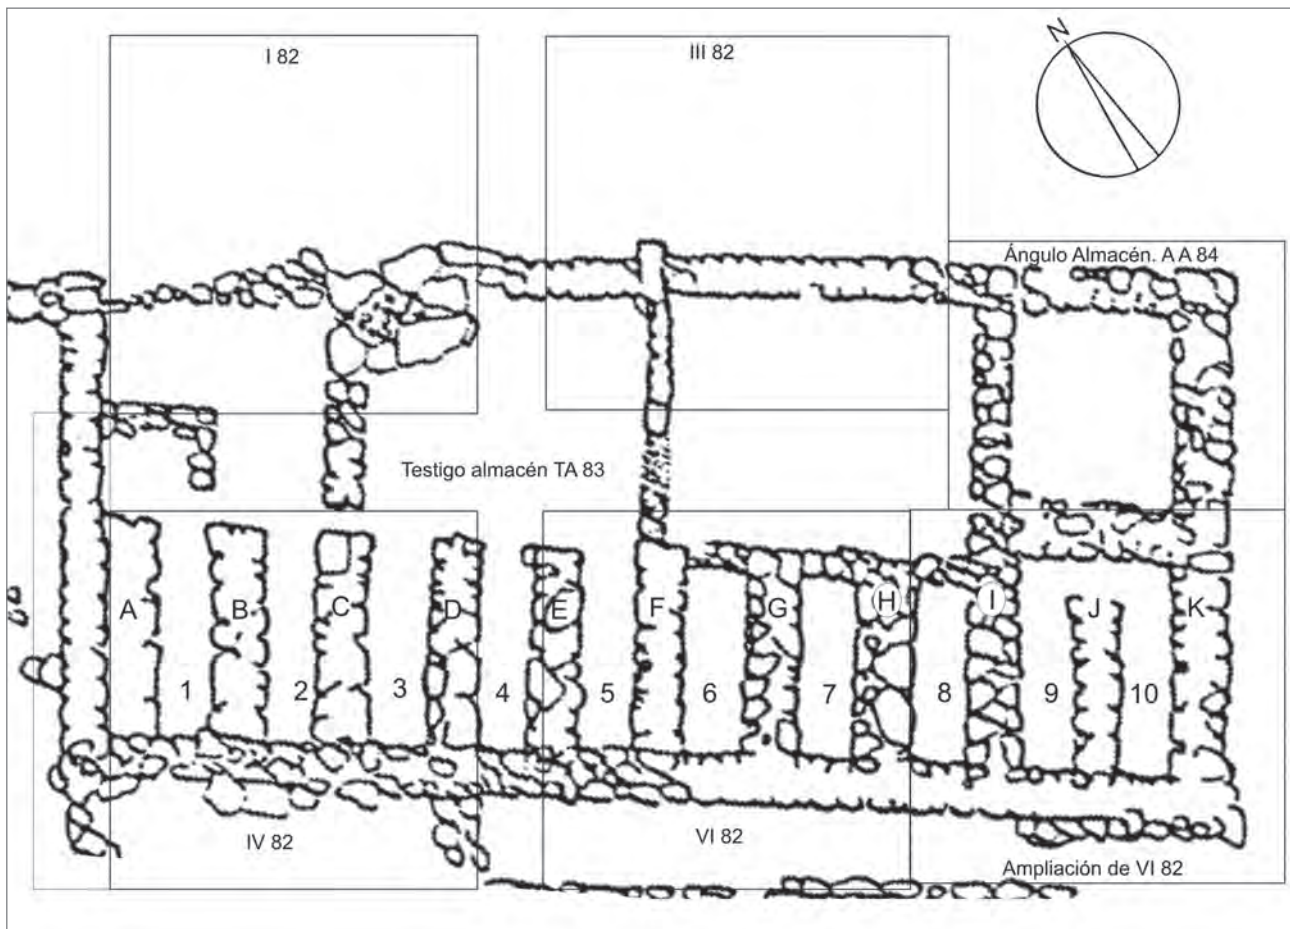 I 82
III 82
N
Ángulo Almacén. A A 84
Testigo almacén TA 83
A
B
C
D
E
F
G
H
I
J
K
1
2
3
4
5
6
7
8
9
10
IV 82
VI 82
Ampliación de VI 82